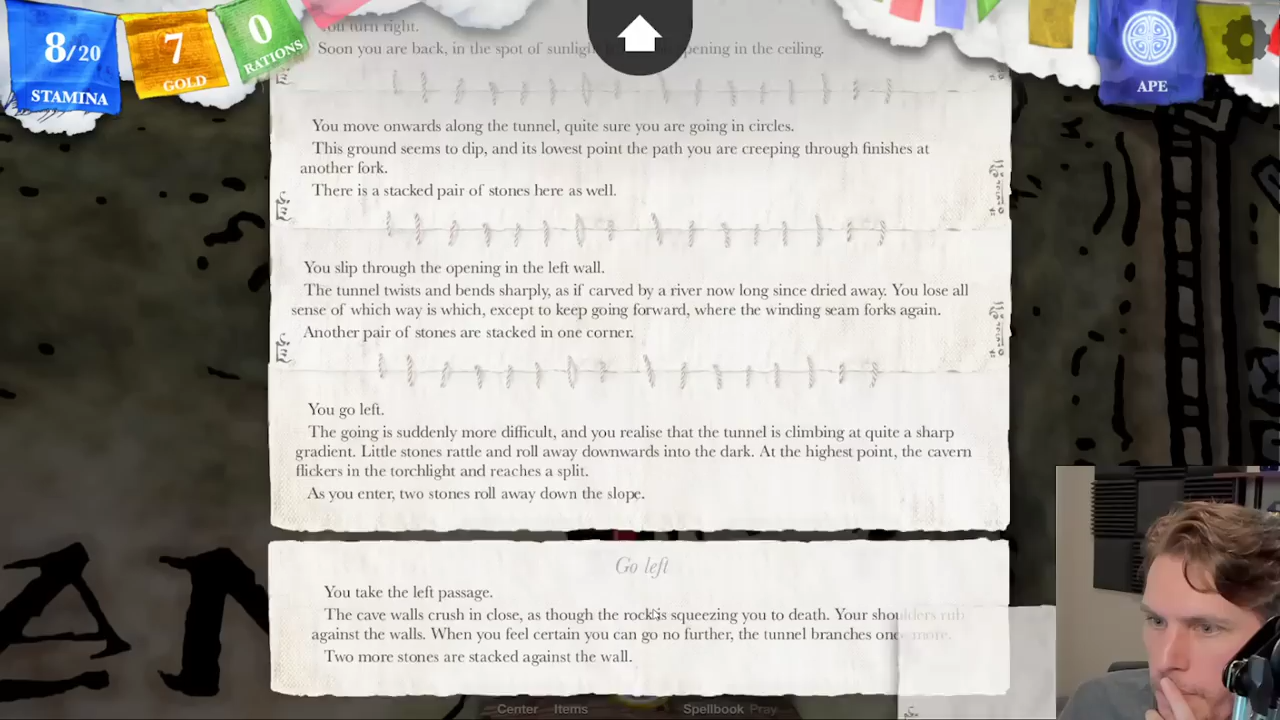 8/20
STAMINA
7
GOLD
0
RATIONS
APE
You turn right.
Soon you are back, in the spot of sunlight opening in the ceiling.
You move onwards along the tunnel, quite sure you are going in circles.
This ground seems to dip, and its lowest point the path you are creeping through finishes at
another fork.
There is a stacked pair of stones here as well.
You slip through the opening in the left wall.
The tunnel twists and bends sharply, as if carved by a river now long since dried away. You lose all
sense of which way is which, except to keep going forward, where the winding seam forks again.
Another pair of stones are stacked in one corner.
You go left.
The going is suddenly more difficult, and you realise that the tunnel is climbing at quite a sharp
gradient. Little stones rattle and roll away downwards into the dark. At the highest point, the cavern
flickers in the torchlight and reaches a split.
As you enter, two stones roll away down the slope.
Go left
You take the left passage.
The cave walls crush in close, as though the rock is squeezing you to death. Your shoulders rub
against the walls. When you feel certain you can go no further, the tunnel branches once more.
Two more stones are stacked against the wall.
Center Items Spellbook Pray